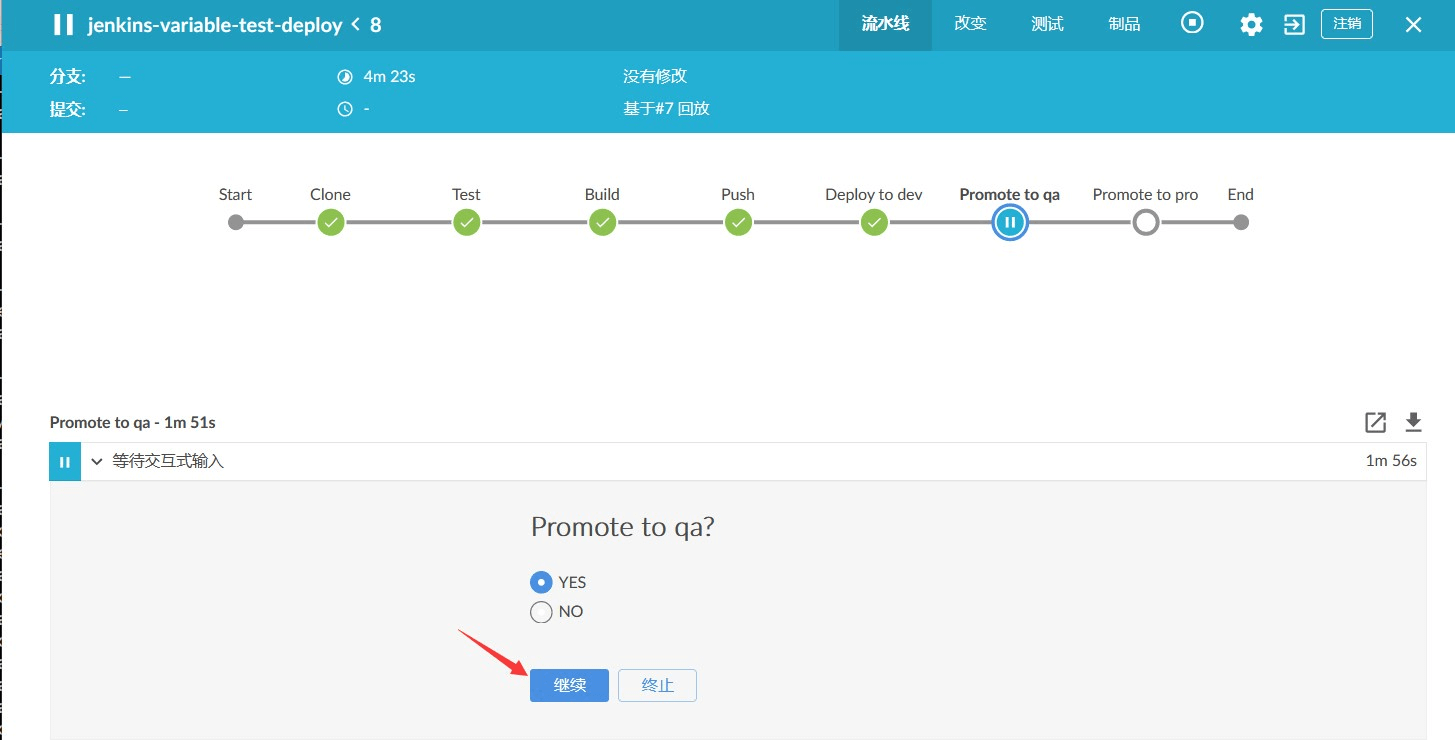 jenkins-variable-test-deploy < 8
流水线 改变 测试 制品 注销
分支: — 4m 23s 没有修改
提交: – - 基于#7 回放
Start Clone Test Build Push Deploy to dev Promote to qa Promote to pro End
Promote to qa - 1m 51s
等待交互式输入 1m 56s
Promote to qa?
YES
NO
继续 终止